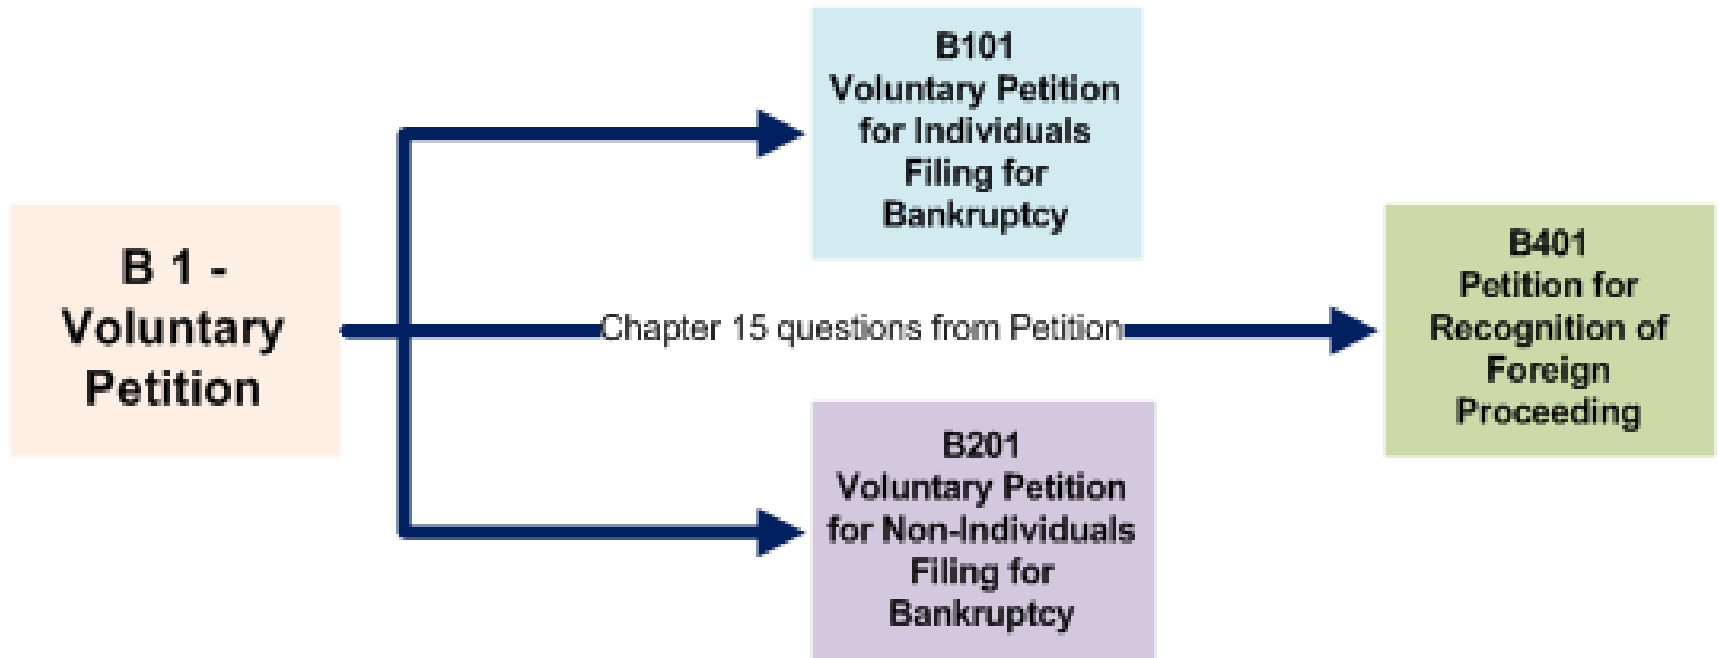 B 1 -
Voluntary
Petition
B101
Voluntary Petition
for Individuals
Filing for
Bankruptcy
Chapter 15 questions from Petition
B201
Voluntary Petition
for Non-Individuals
Filing for
Bankruptcy
B401
Petition for
Recognition of
Foreign
Proceeding